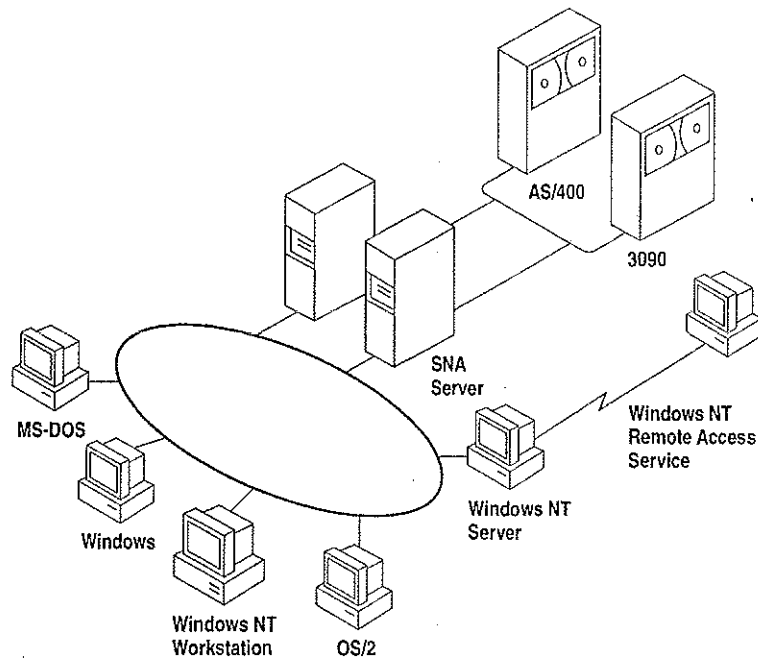 AS/400
3090
SNA
Server
MS-DOS
Windows NT
Remote Access
Service
Windows
Windows NT
Server
Windows NT
Workstation
OS/2